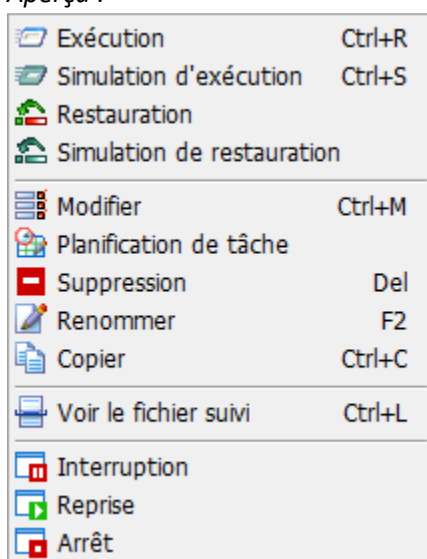 Aperçu :
Exécution Ctrl+R
Simulation d'exécution Ctrl+S
Restauration
Simulation de restauration
Modifier Ctrl+M
Planification de tâche
Suppression Del
Renommer F2
Copier Ctrl+C
Voir le fichier suivi Ctrl+L
Interruption
Reprise
Arrêt